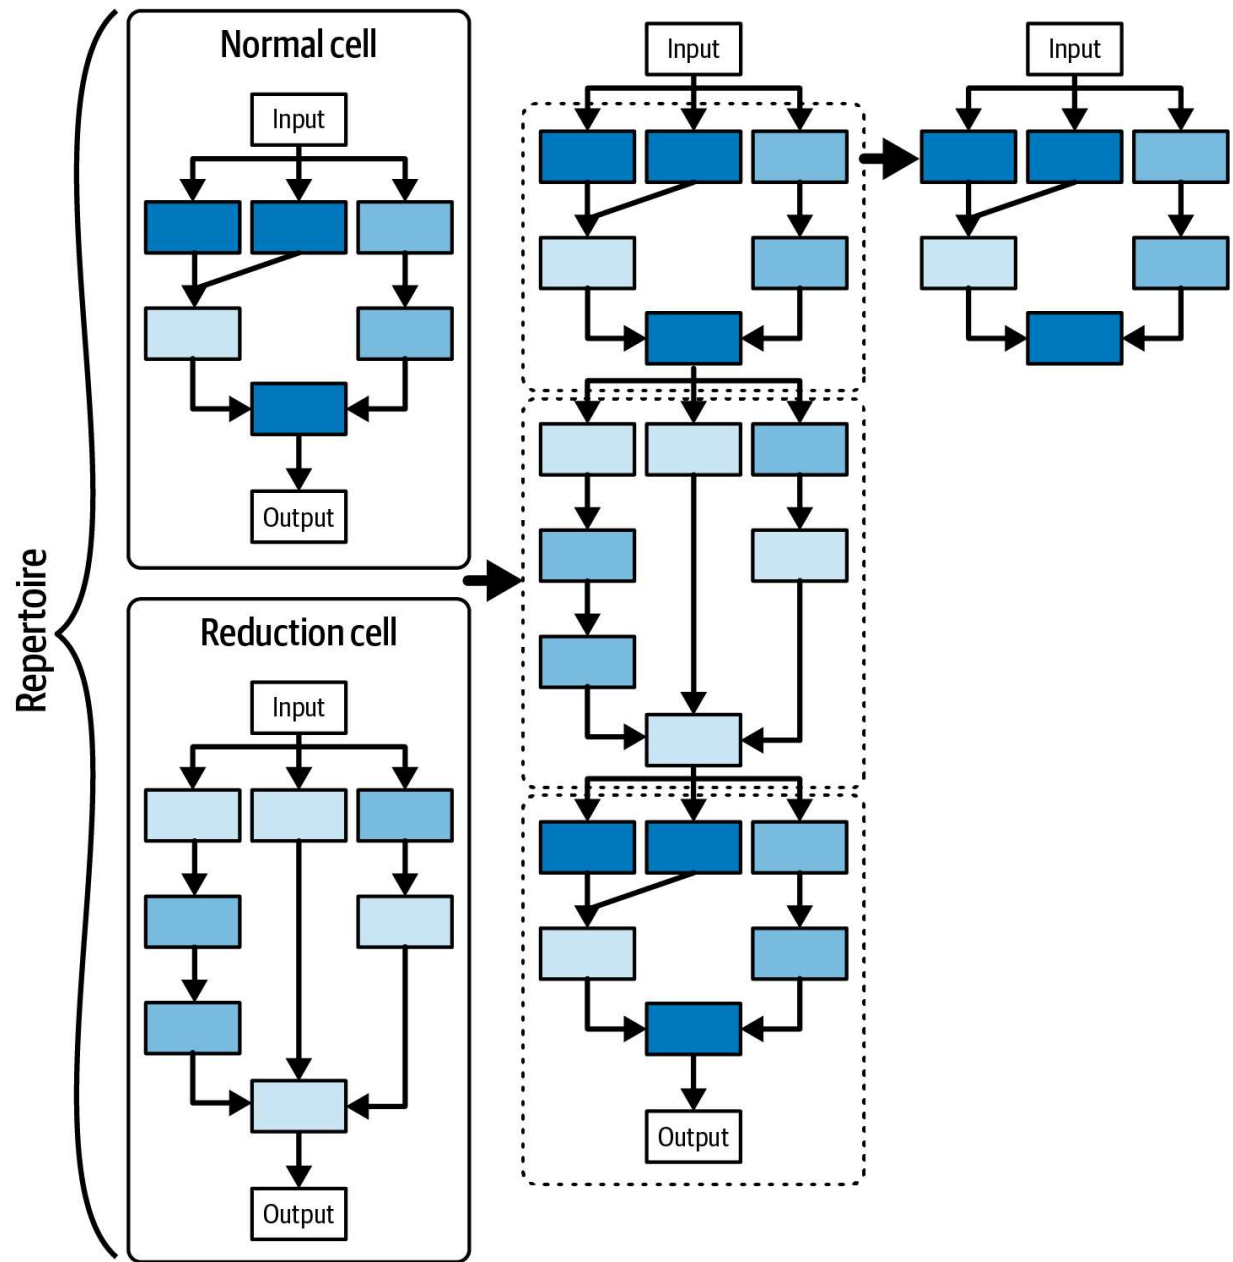 Repertoire
Normal cell
Input
Output
Reduction cell
Input
Output
Input
Output
Input